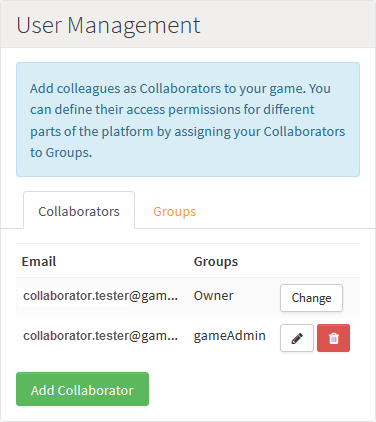 User Management
Add colleagues as Collaborators to your game. You
can define their access permissions for different
parts of the platform by assigning your Collaborators
to Groups.
Collaborators Groups
Email Groups
collaborator.tester@gam... Owner Change
collaborator.tester@gam... gameAdmin
Add Collaborator